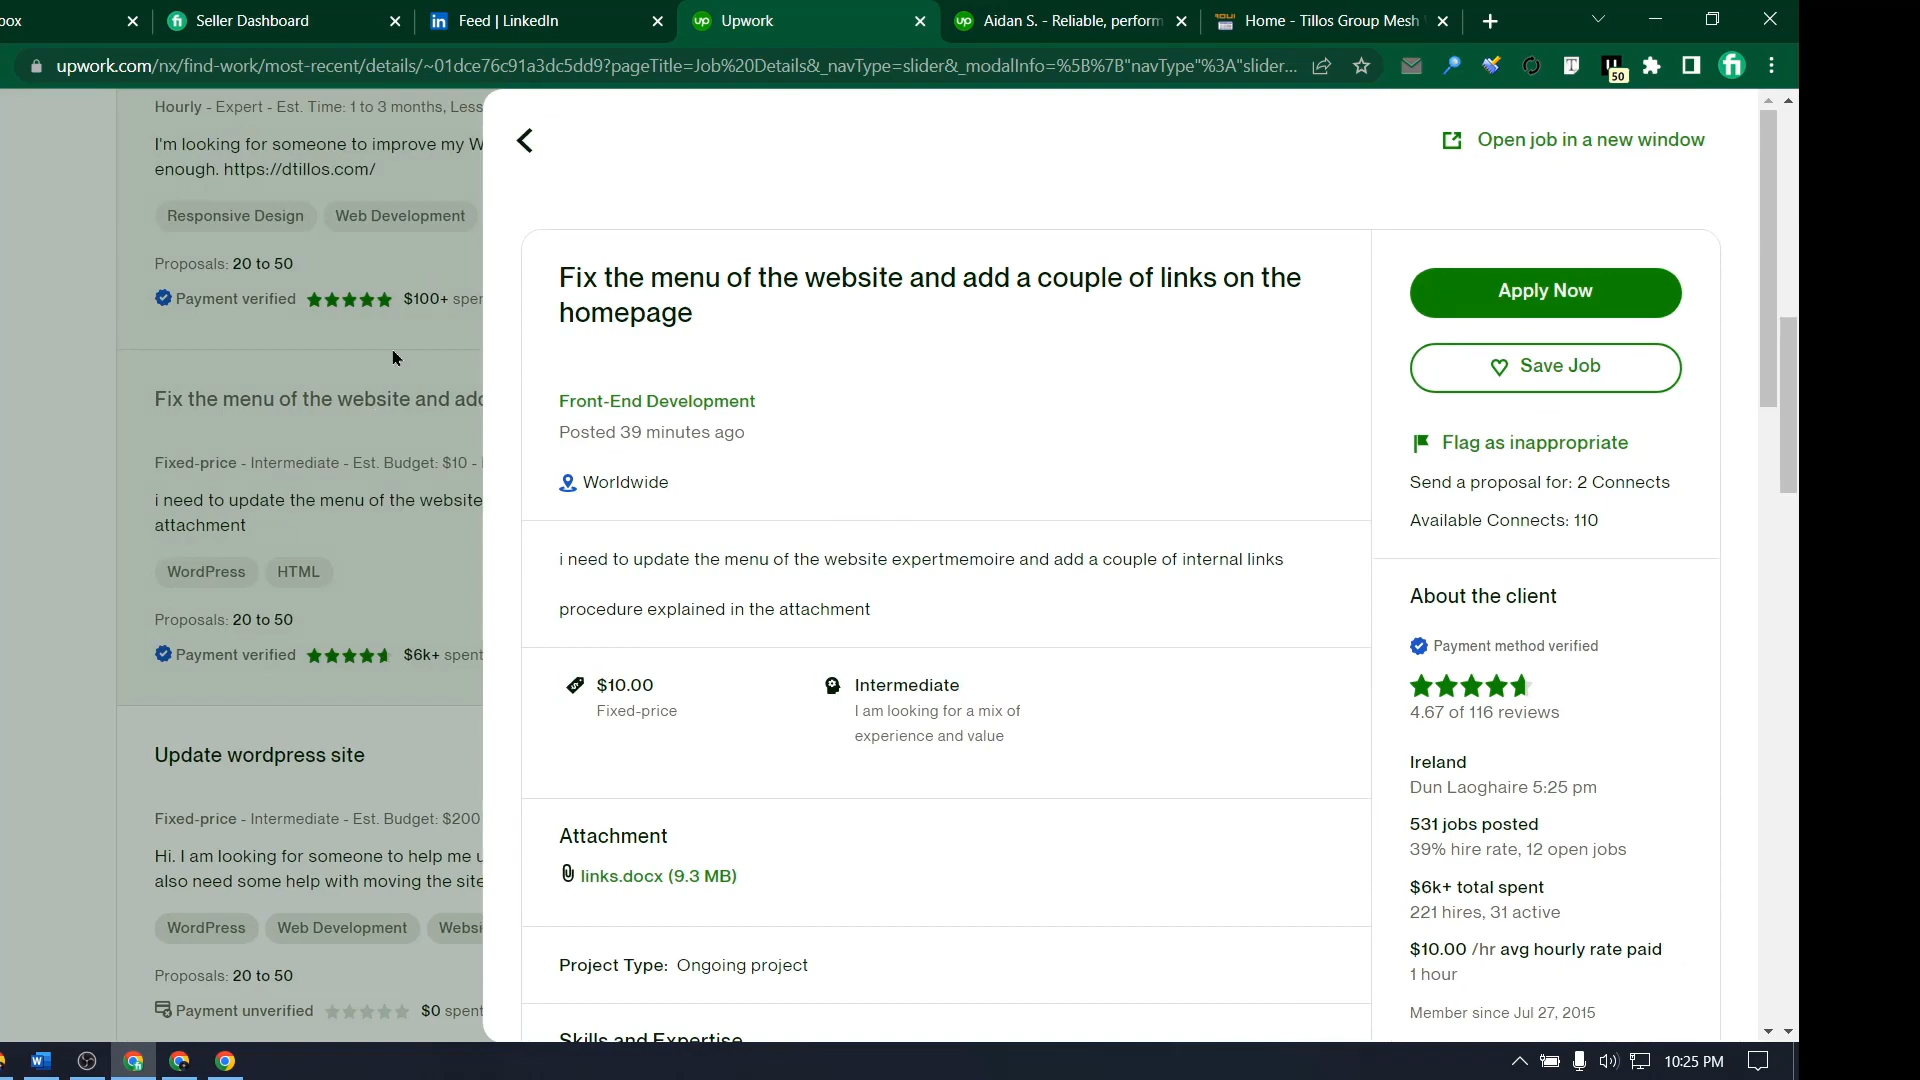 box
Seller Dashboard
Feed | LinkedIn
Upwork
Aidan S. - Reliable, perform
Home - Tillos Group Mesh
upwork.com/nx/find-work/most-recent/details/~01dce76c91a3dc5dd9?pageTitle=Job%20Details&_navType=slider&_modalInfo=%5B%7B"navType"%3A"slider...
50
Hourly - Expert - Est. Time: 1 to 3 months, Less
I'm looking for someone to improve my W
enough. https://dtillos.com/
Responsive Design
Web Development
Proposals: 20 to 50
Payment verified
$100+ spen
Fix the menu of the website and add
Fixed-price - Intermediate - Est. Budget: $10 -
i need to update the menu of the website
attachment
WordPress
HTML
Proposals: 20 to 50
Payment verified
$6k+ spent
Update wordpress site
Fixed-price - Intermediate - Est. Budget: $200
Hi. I am looking for someone to help me u
also need some help with moving the site
WordPress
Web Development
Websi
Proposals: 20 to 50
Payment unverified
$0 spent
Open job in a new window
Fix the menu of the website and add a couple of links on the
homepage
Front-End Development
Posted 39 minutes ago
Worldwide
i need to update the menu of the website expertmemoire and add a couple of internal links
procedure explained in the attachment
$10.00
Fixed-price
Intermediate
I am looking for a mix of
experience and value
Attachment
links.docx (9.3 MB)
Project Type: Ongoing project
Skills and Expertise
Apply Now
Save Job
Flag as inappropriate
Send a proposal for: 2 Connects
Available Connects: 110
About the client
Payment method verified
4.67 of 116 reviews
Ireland
Dun Laoghaire 5:25 pm
531 jobs posted
39% hire rate, 12 open jobs
$6k+ total spent
221 hires, 31 active
$10.00 /hr avg hourly rate paid
1 hour
Member since Jul 27, 2015
10:25 PM